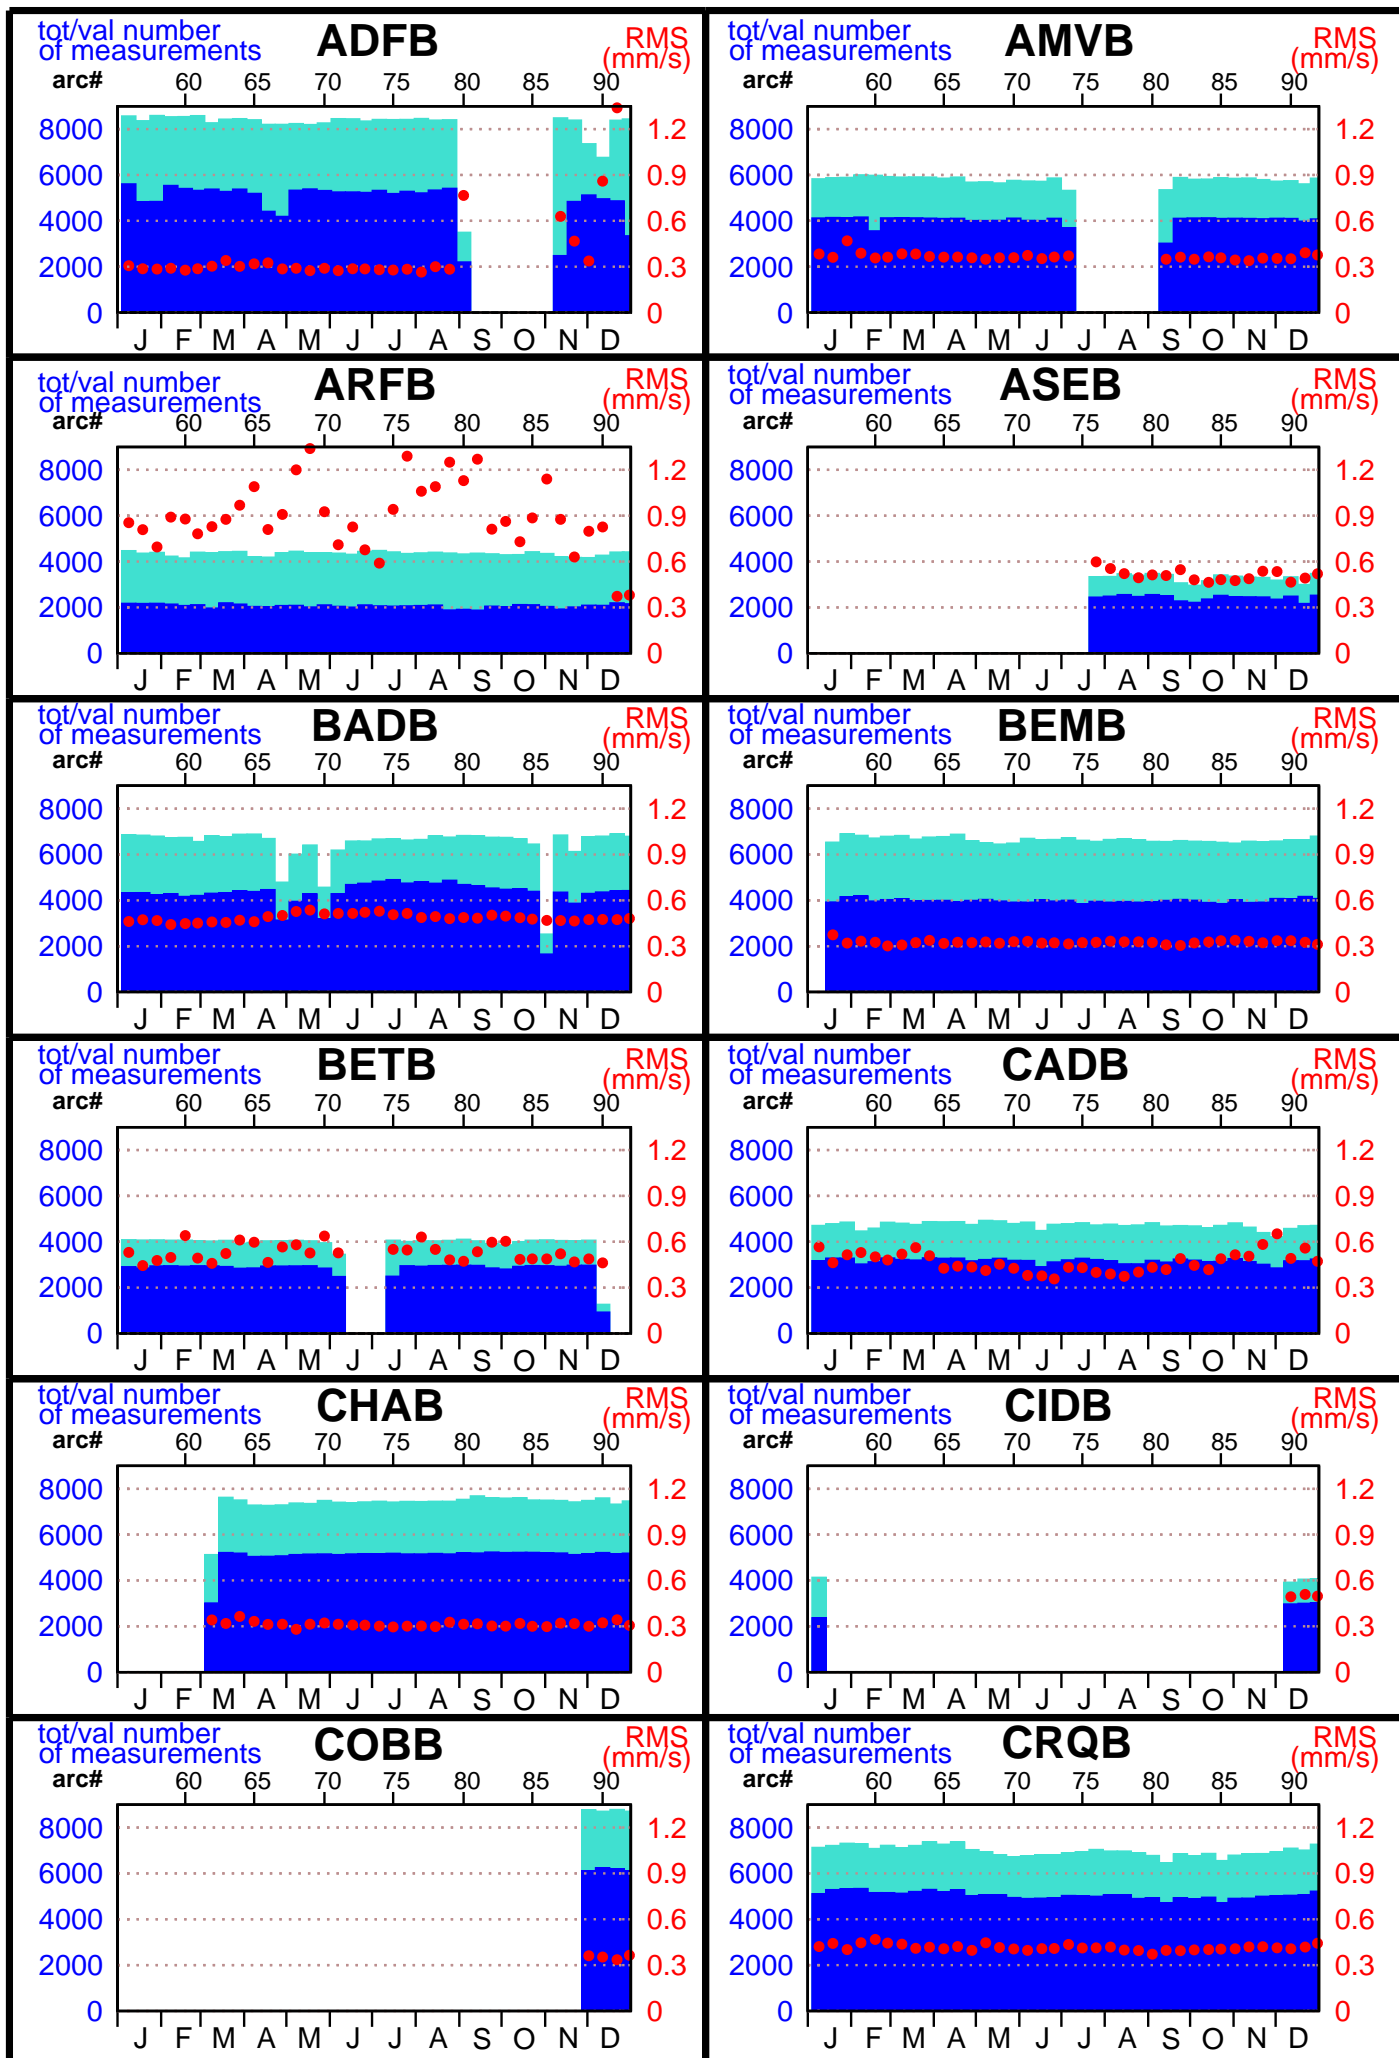 tot/val number
of measurements
ADFB
RMS
(mm/s)
arc#
60 65 70 75 80 85 90
8000 1.2
6000 0.9
4000 0.6
2000 0.3
0 0
J F M A M J J A S O N D
tot/val number
of measurements
AMVB
RMS
(mm/s)
arc#
60 65 70 75 80 85 90
8000 1.2
6000 0.9
4000 0.6
2000 0.3
0 0
J F M A M J J A S O N D
tot/val number
of measurements
ARFB
RMS
(mm/s)
arc#
60 65 70 75 80 85 90
8000 1.2
6000 0.9
4000 0.6
2000 0.3
0 0
J F M A M J J A S O N D
tot/val number
of measurements
ASEB
RMS
(mm/s)
arc#
60 65 70 75 80 85 90
8000 1.2
6000 0.9
4000 0.6
2000 0.3
0 0
J F M A M J J A S O N D
tot/val number
of measurements
BADB
RMS
(mm/s)
arc#
60 65 70 75 80 85 90
8000 1.2
6000 0.9
4000 0.6
2000 0.3
0 0
J F M A M J J A S O N D
tot/val number
of measurements
BEMB
RMS
(mm/s)
arc#
60 65 70 75 80 85 90
8000 1.2
6000 0.9
4000 0.6
2000 0.3
0 0
J F M A M J J A S O N D
tot/val number
of measurements
BETB
RMS
(mm/s)
arc#
60 65 70 75 80 85 90
8000 1.2
6000 0.9
4000 0.6
2000 0.3
0 0
J F M A M J J A S O N D
tot/val number
of measurements
CADB
RMS
(mm/s)
arc#
60 65 70 75 80 85 90
8000 1.2
6000 0.9
4000 0.6
2000 0.3
0 0
J F M A M J J A S O N D
tot/val number
of measurements
CHAB
RMS
(mm/s)
arc#
60 65 70 75 80 85 90
8000 1.2
6000 0.9
4000 0.6
2000 0.3
0 0
J F M A M J J A S O N D
tot/val number
of measurements
CIDB
RMS
(mm/s)
arc#
60 65 70 75 80 85 90
8000 1.2
6000 0.9
4000 0.6
2000 0.3
0 0
J F M A M J J A S O N D
tot/val number
of measurements
COBB
RMS
(mm/s)
arc#
60 65 70 75 80 85 90
8000 1.2
6000 0.9
4000 0.6
2000 0.3
0 0
J F M A M J J A S O N D
tot/val number
of measurements
CRQB
RMS
(mm/s)
arc#
60 65 70 75 80 85 90
8000 1.2
6000 0.9
4000 0.6
2000 0.3
0 0
J F M A M J J A S O N D